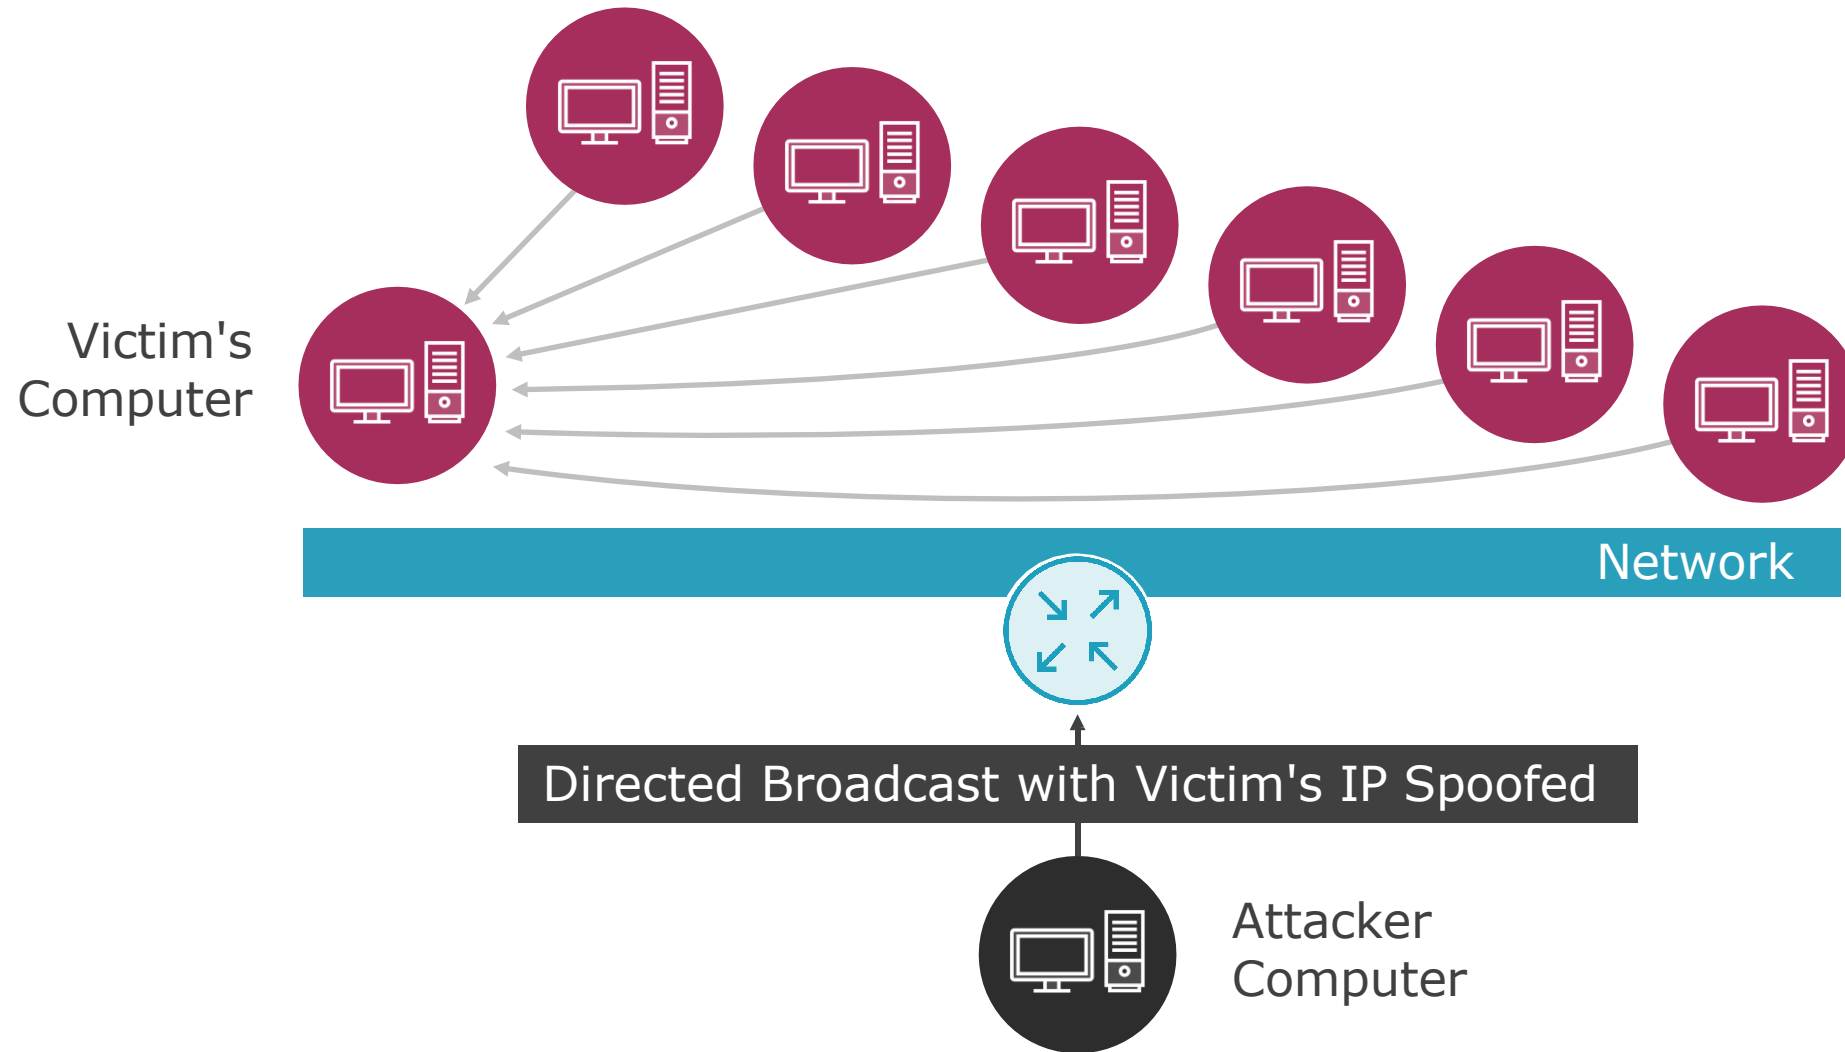 Victim's
Computer
Network
Directed Broadcast with Victim's IP Spoofed
Attacker
Computer